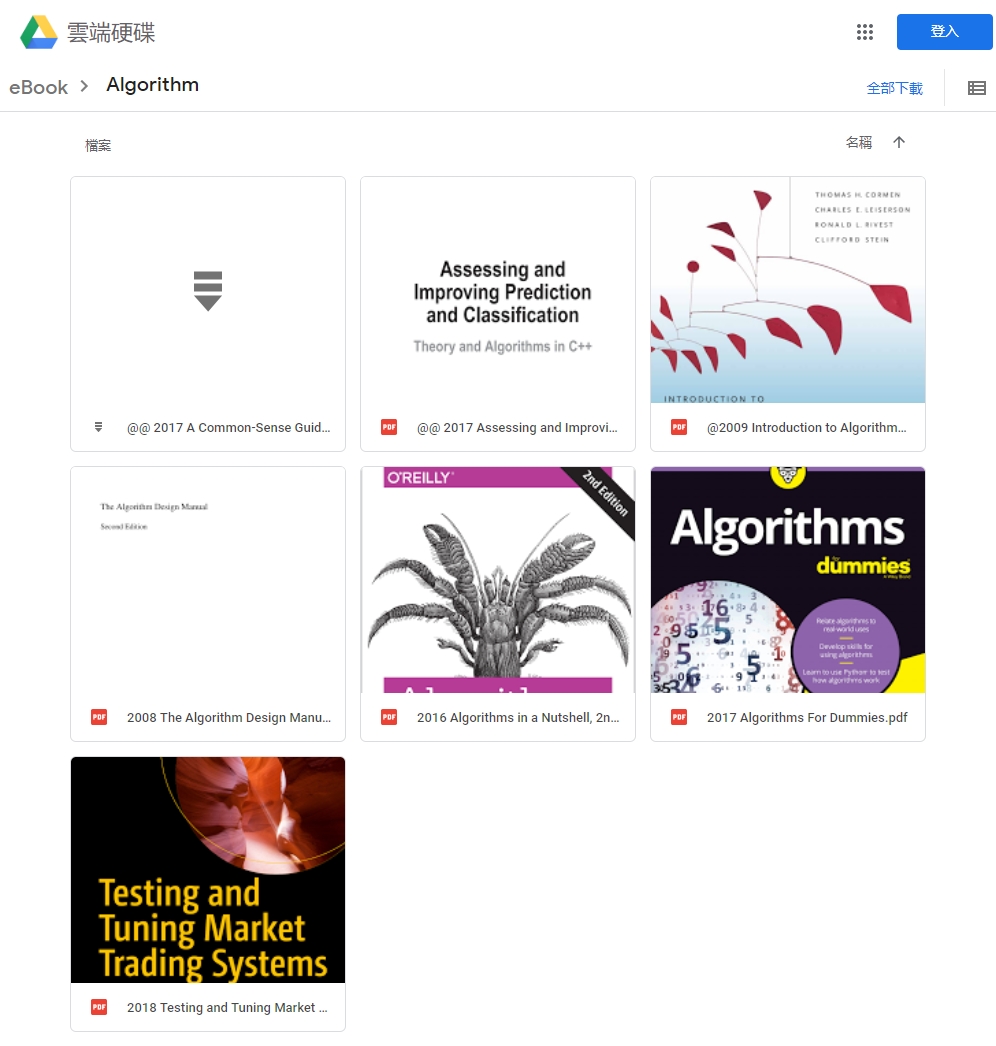 雲端硬碟
登入
eBook
Algorithm
全部下載
檔案
名稱
Assessing and
Improving Prediction
and Classification
Theory and Algorithms in C++
THOMAS H. CORMEN
CHARLES E. LEISERSON
RONALD L. RIVEST
CLIFFORD STEIN
INTRODUCTION TO
@@ 2017 A Common-Sense Guid...
PDF
@@ 2017 Assessing and Improvi...
PDF
@2009 Introduction to Algorithm...
The Algorithm Design Manual
Second Edition
O'REILLY®
2nd Edition
Algorithms
for
dummies
A Wiley Brand
Relate algorithms to
real-world uses
Develop skills for
using algorithms
Learn to use Python to test
how algorithms work
PDF
2008 The Algorithm Design Manu...
PDF
2016 Algorithms in a Nutshell, 2n...
PDF
2017 Algorithms For Dummies.pdf
Testing and
Tuning Market
Trading Systems
PDF
2018 Testing and Tuning Market ...